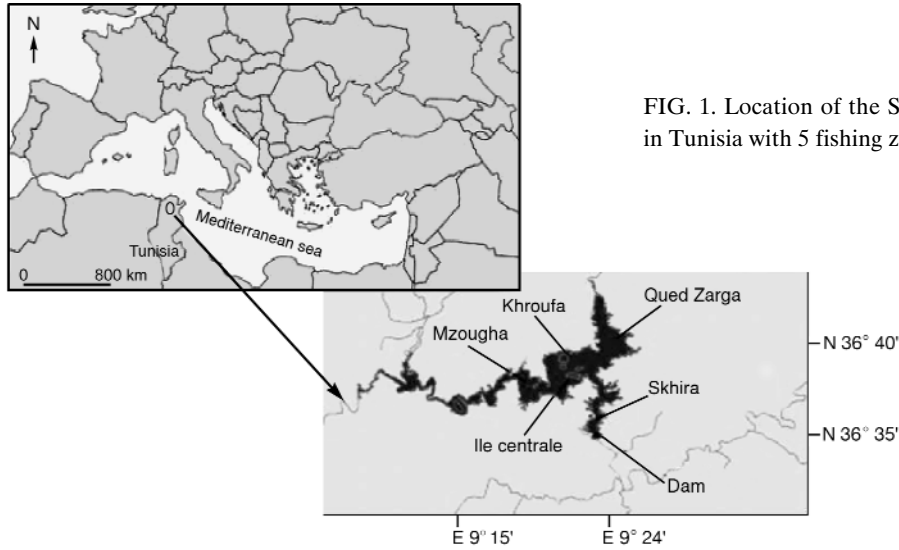 N
FIG. 1. Location of the S
in Tunisia with 5 fishing z
Mediterranean sea
0
Tunisia
0 800 km
Khroufa
Qued Zarga
Mzougha
N 36° 40'
Skhira
Ile centrale
N 36° 35'
Dam
E 9° 15'
E 9° 24'